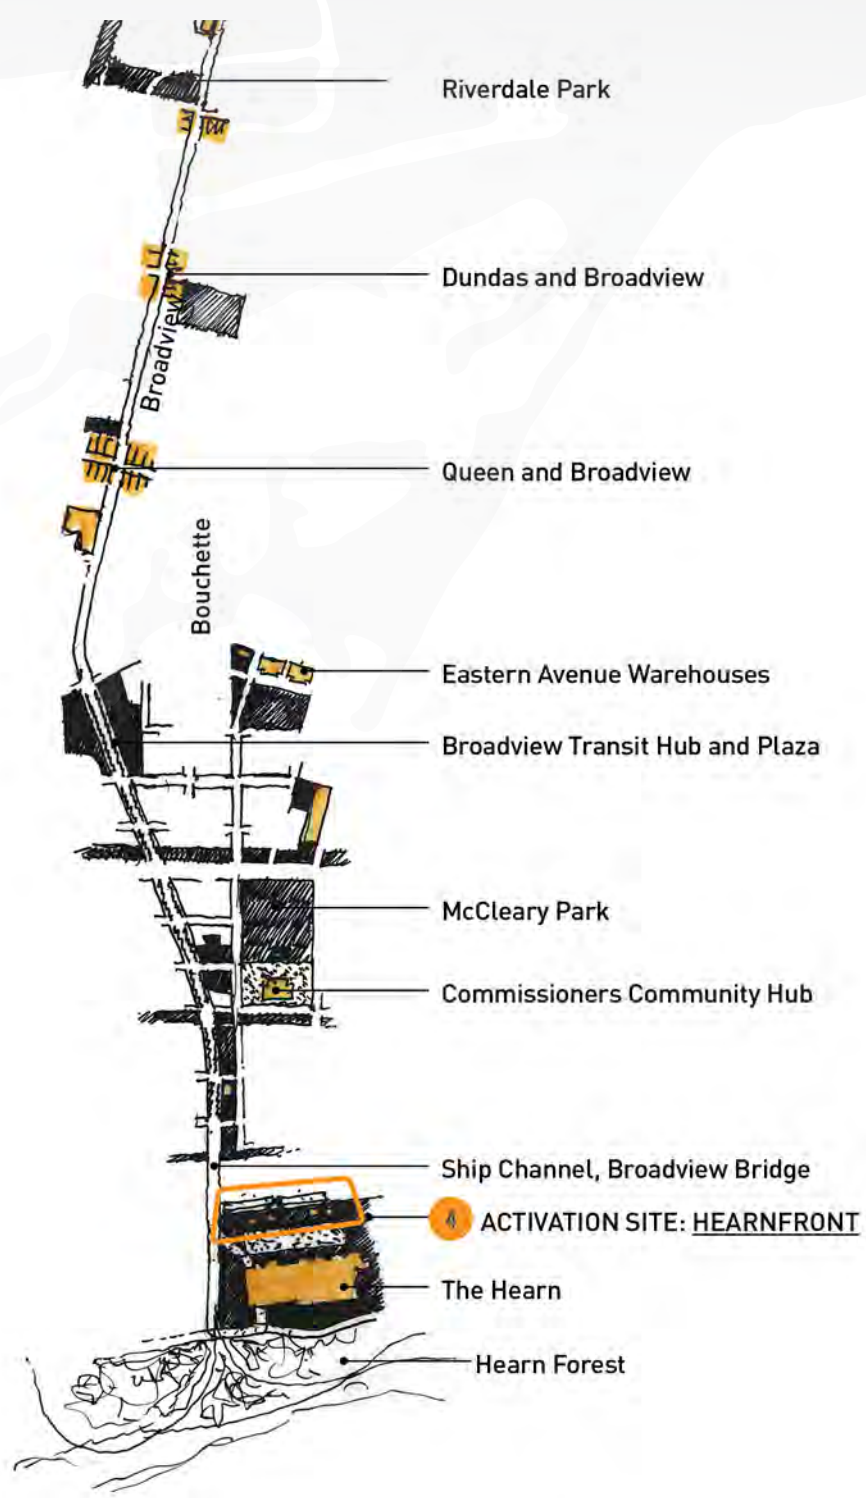 Riverdale Park
Dundas and Broadview
Broadview
Queen and Broadview
Bouchette
Eastern Avenue Warehouses
Broadview Transit Hub and Plaza
McCleary Park
Commissioners Community Hub
Ship Channel, Broadview Bridge
4 ACTIVATION SITE: HEARNFRONT
The Hearn
Hearn Forest